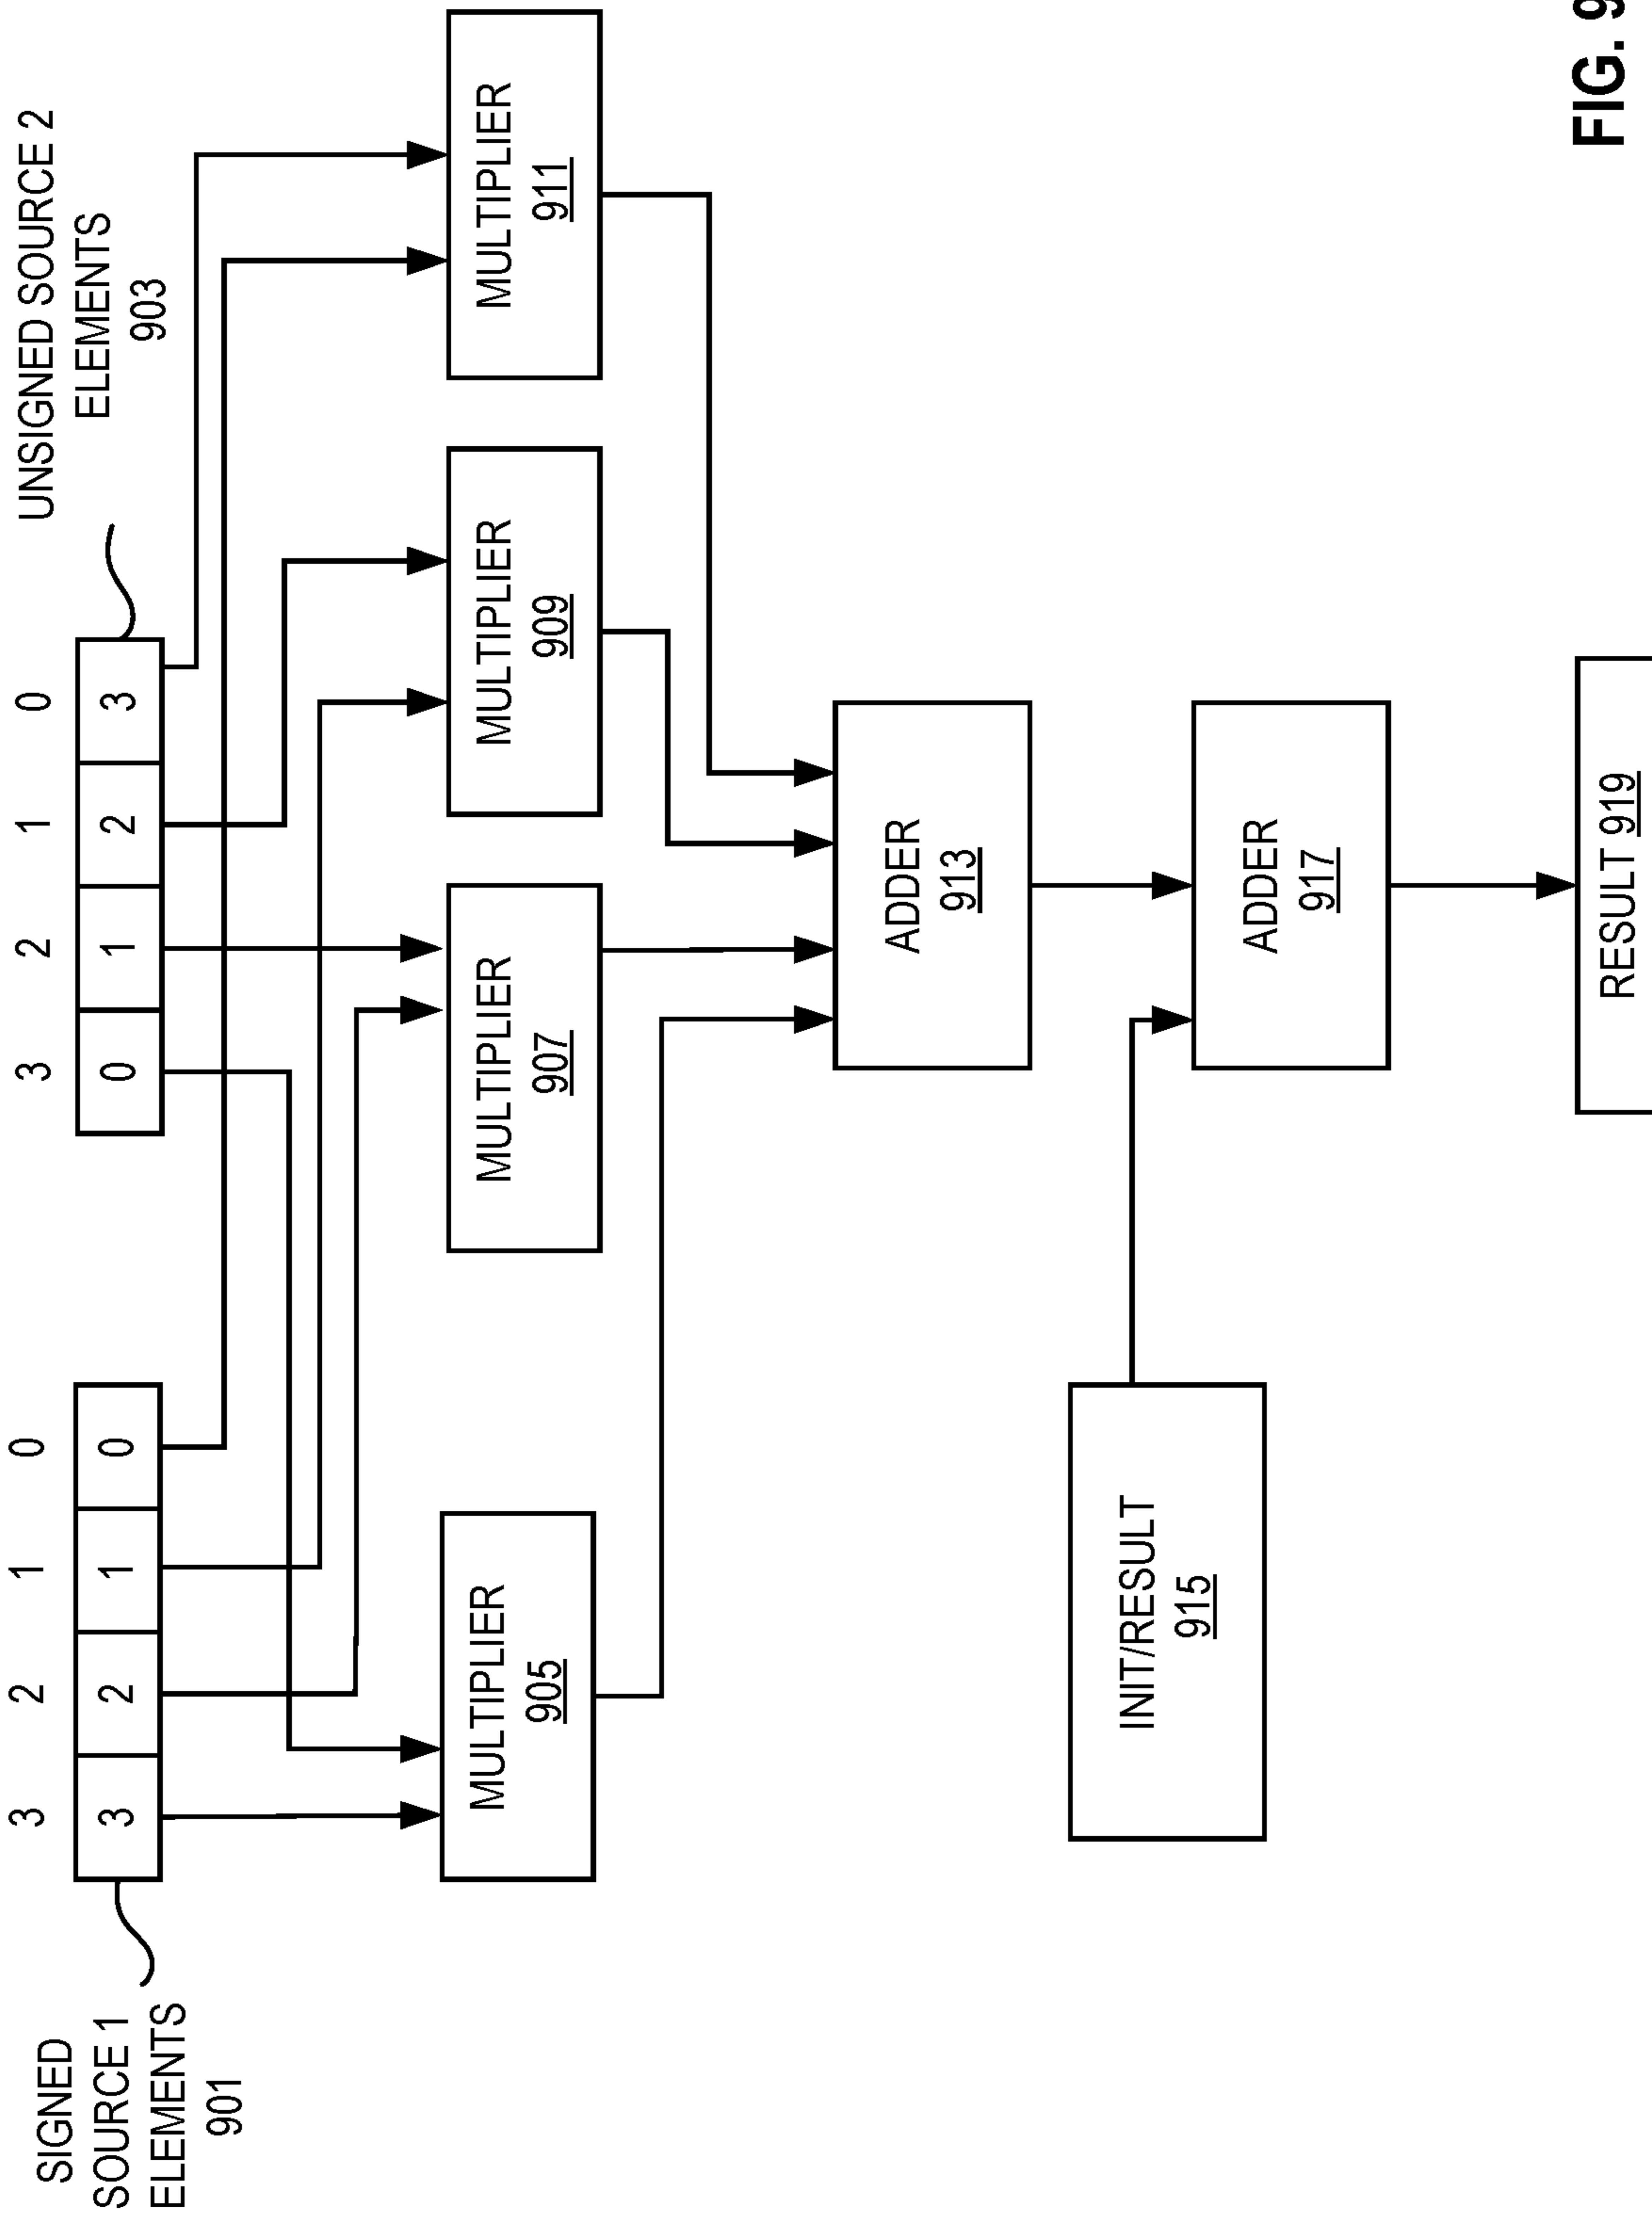 SIGNED
SOURCE 1
ELEMENTS
901
3 2 1 0
3 2 1 0
UNSIGNED SOURCE 2
ELEMENTS
903
3 2 1 0
0 1 2 3
MULTIPLIER
905
MULTIPLIER
907
MULTIPLIER
909
MULTIPLIER
911
ADDER
913
INIT/RESULT
915
ADDER
917
RESULT 919
FIG. 9